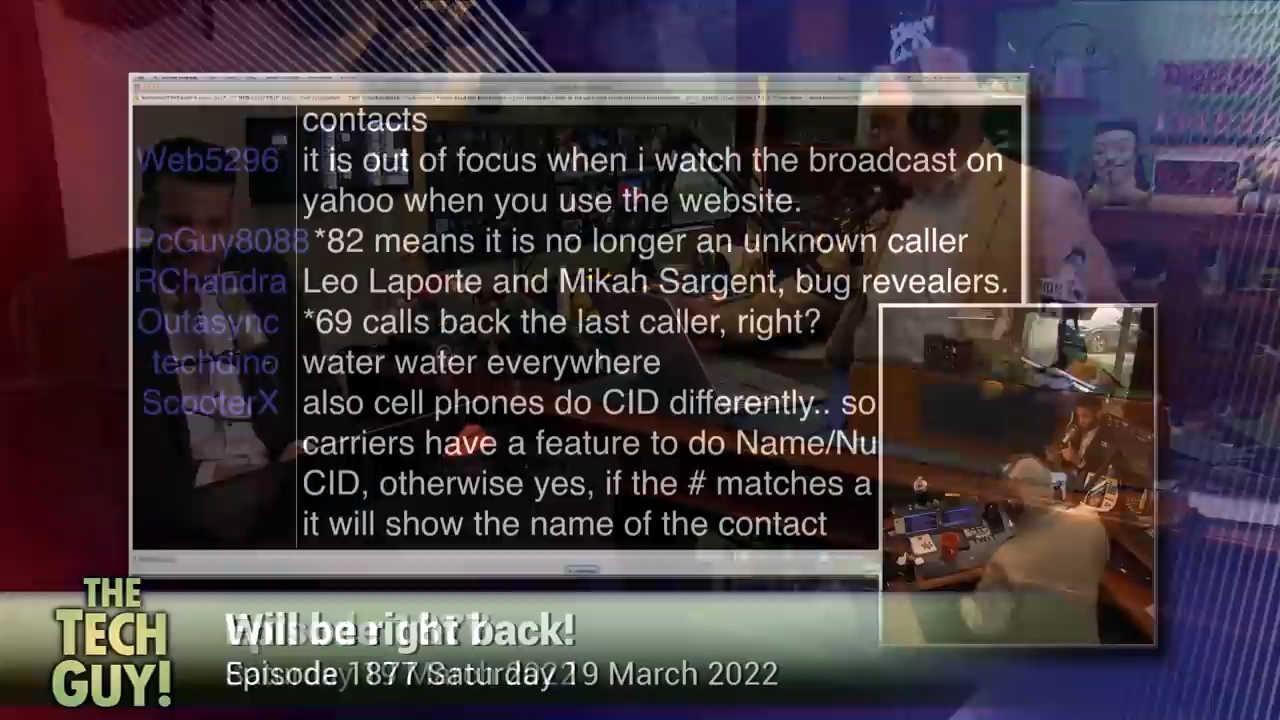 contacts
Web5296 it is out of focus when i watch the broadcast on
yahoo when you use the website.
PcGuy8088 *82 means it is no longer an unknown caller
RChandra Leo Laporte and Mikah Sargent, bug revealers.
Outasync *69 calls back the last caller, right?
techdino water water everywhere
ScooterX also cell phones do CID differently.. so
carriers have a feature to do Name/Nu
CID, otherwise yes, if the # matches a
it will show the name of the contact
THE
TECH
GUY!
Will be right back!
Episode 1877 Saturday 19 March 2022